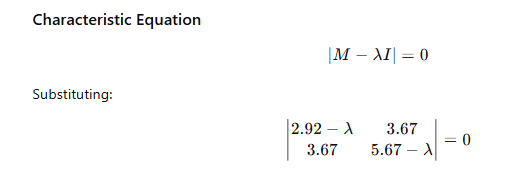 Characteristic Equation
|M − λI| = 0
Substituting:
|2.92 − λ 3.67|
|3.67 5.67 − λ| = 0